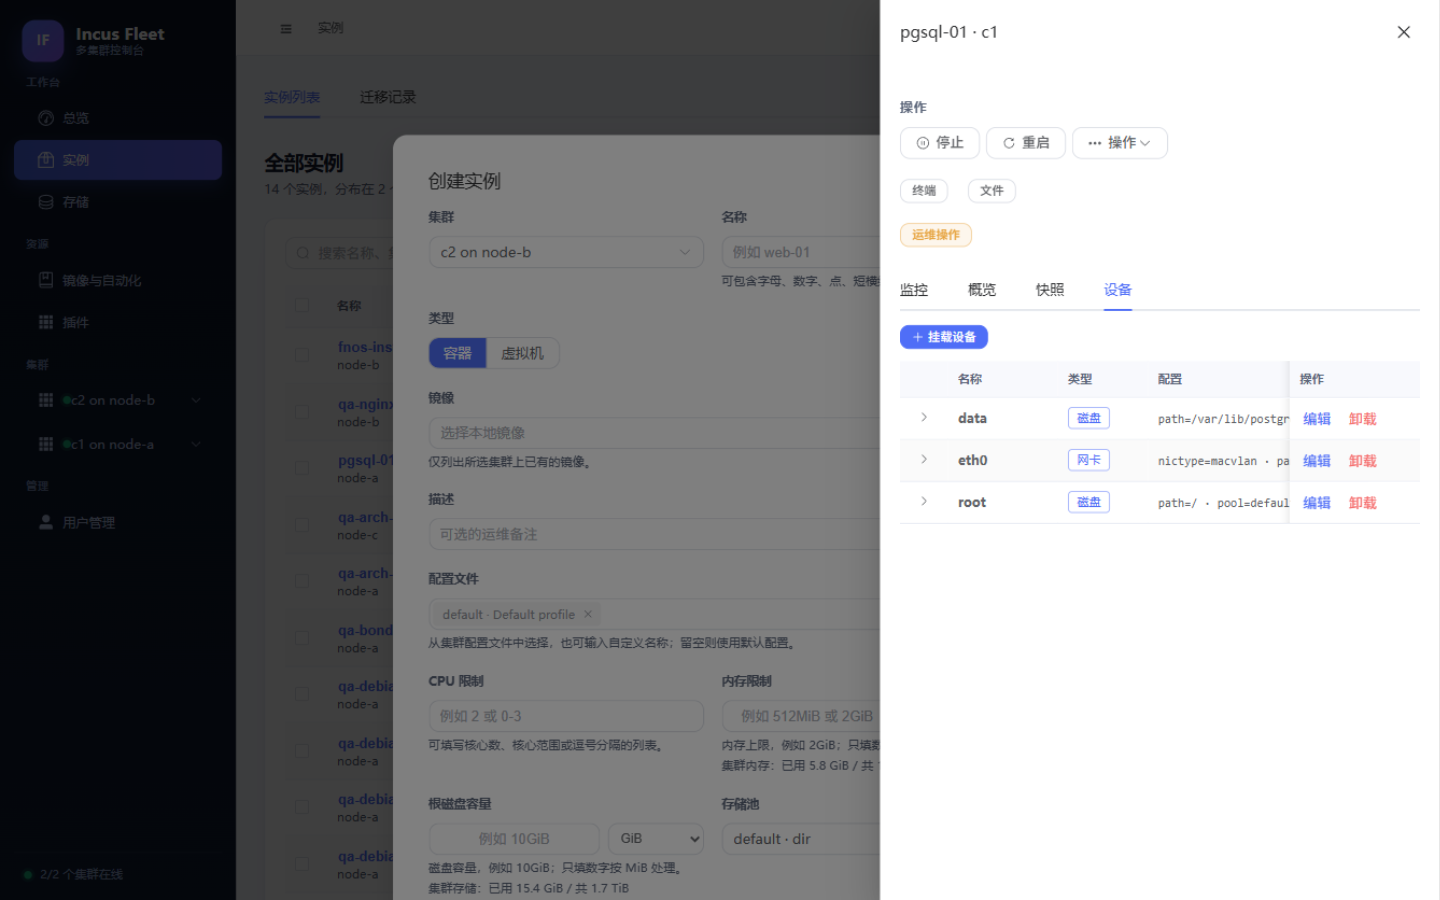 IF
Incus Fleet
多集群控制台
工作台
总览
实例
存储
资源
镜像与自动化
插件
集群
c2 on node-b
c1 on node-a
管理
用户管理
2/2 个集群在线
实例
实例列表
迁移记录
全部实例
14 个实例，分布在 2
搜索名称、
名称
fnos-ins
node-b
qa-nginx
node-b
pgsql-01
node-a
qa-arch-
node-c
qa-arch-
node-a
qa-bond
node-a
qa-debia
node-a
qa-debia
node-a
qa-debia
node-a
qa-debia
node-a
创建实例
集群
名称
c2 on node-b
例如 web-01
可包含字母、数字、点、短横
类型
容器
虚拟机
镜像
选择本地镜像
仅列出所选集群上已有的镜像。
描述
可选的运维备注
配置文件
default · Default profile ×
从集群配置文件中选择，也可输入自定义名称；留空则使用默认配置。
CPU 限制
内存限制
例如 2 或 0-3
例如 512MiB 或 2GiB
可填写核心数、核心范围或逗号分隔的列表。
内存上限，例如 2GiB；只填数
集群内存：已用 5.8 GiB / 共
根磁盘容量
存储池
例如 10GiB
GiB
default · dir
磁盘容量，例如 10GiB；只填数字按 MiB 处理。
集群存储：已用 15.4 GiB / 共 1.7 TiB
pgsql-01 · c1
操作
停止
重启
··· 操作
终端
文件
运维操作
监控
概览
快照
设备
+ 挂载设备
名称 类型 配置 操作
data 磁盘 path=/var/lib/postgr 编辑 卸载
eth0 网卡 nictype=macvlan · pa 编辑 卸载
root 磁盘 path=/ · pool=defaul 编辑 卸载